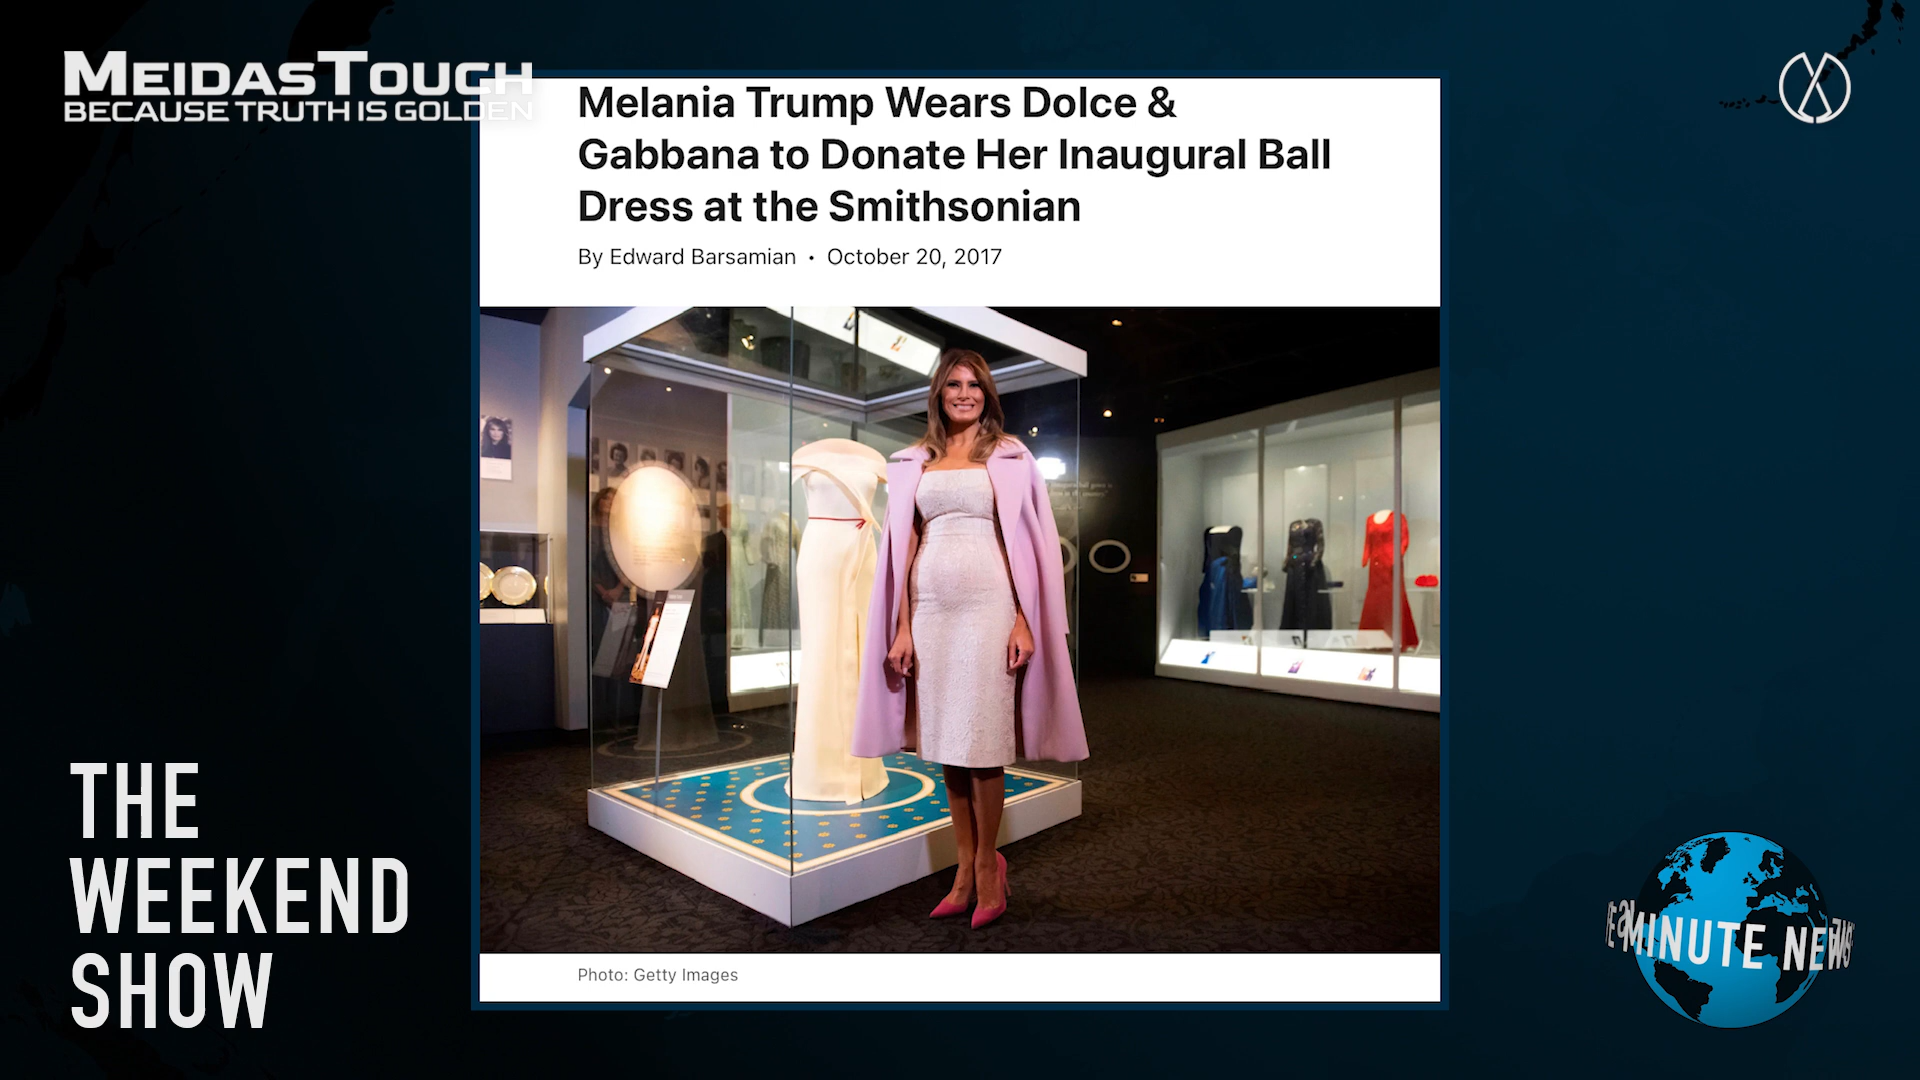 MEIDASTOUCH
BECAUSE TRUTH IS GOLDEN
Melania Trump Wears Dolce &
Gabbana to Donate Her Inaugural Ball
Dress at the Smithsonian
By Edward Barsamian • October 20, 2017
Photo: Getty Images
THE
WEEKEND
SHOW
MINUTE NEWS